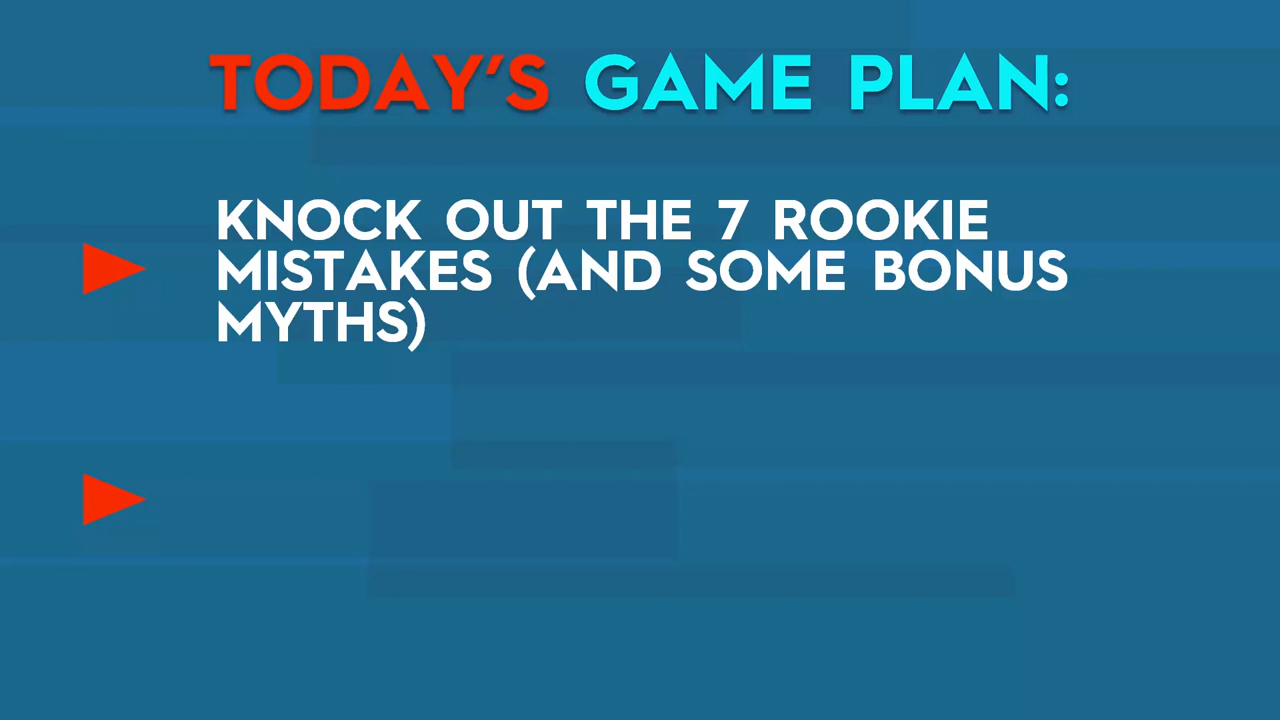 TODAY'S GAME PLAN:
KNOCK OUT THE 7 ROOKIE
MISTAKES (AND SOME BONUS
MYTHS)